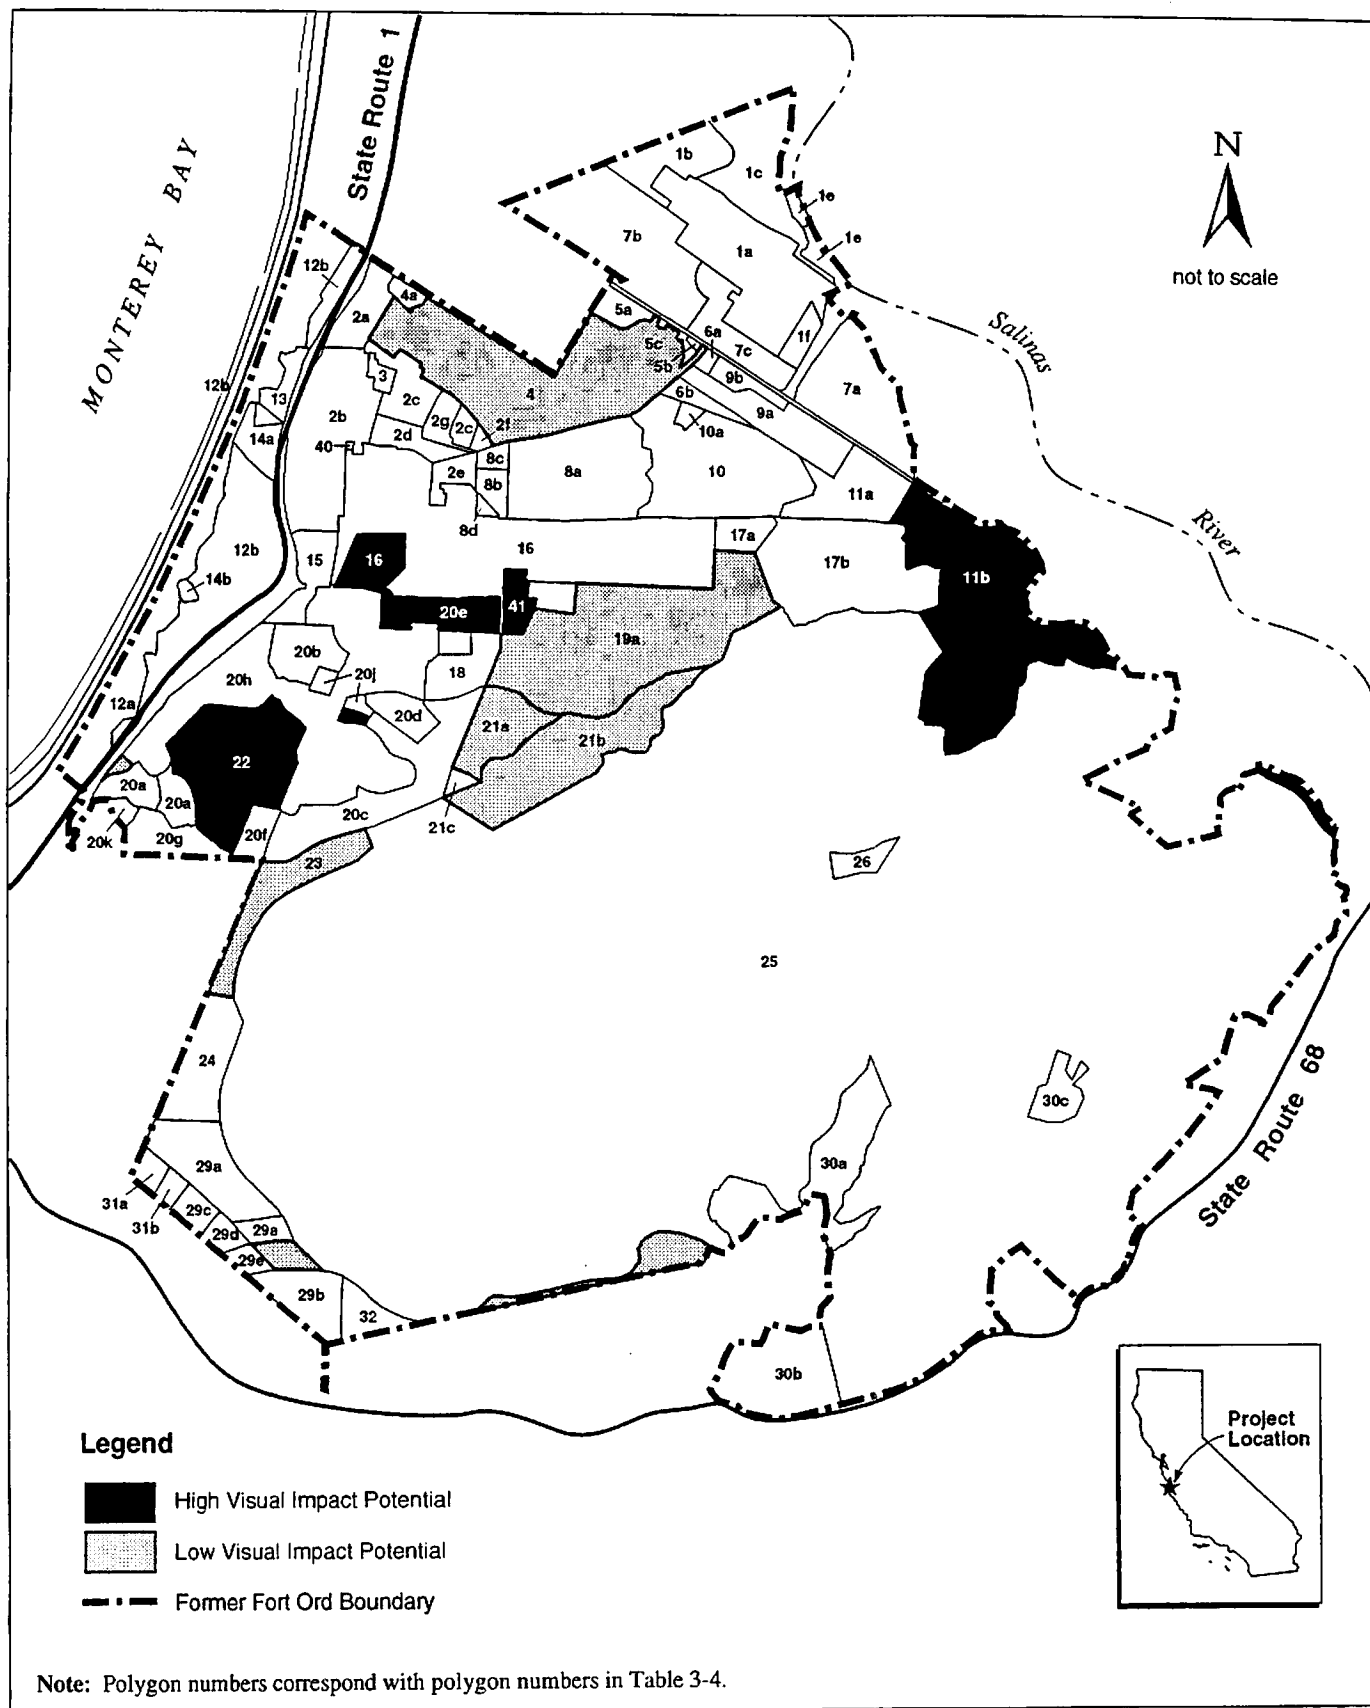 State Route 1
MONTEREY BAY
N
not to scale
Salinas
River
1b
1c
1e
1e
7b
1a
12b
4a
2a
5a
5c
5b
6a
7c
1f
9b
7a
12b
13
3
2c
4
6b
9a
14a
2b
2g
2c
2f
10a
40
2d
8c
2e
8b
8a
10
11a
8d
16
17a
12b
15
16
17b
11b
14b
20e
41
19a
20b
20j
18
20h
20d
12a
21a
21b
22
20a
20a
20c
21c
20k
20g
20f
23
26
25
24
30c
State Route 68
29a
30a
31a
31b
29c
29d
29a
29e
29b
32
30b
Project
Location
Legend
High Visual Impact Potential
Low Visual Impact Potential
Former Fort Ord Boundary
Note: Polygon numbers correspond with polygon numbers in Table 3-4.